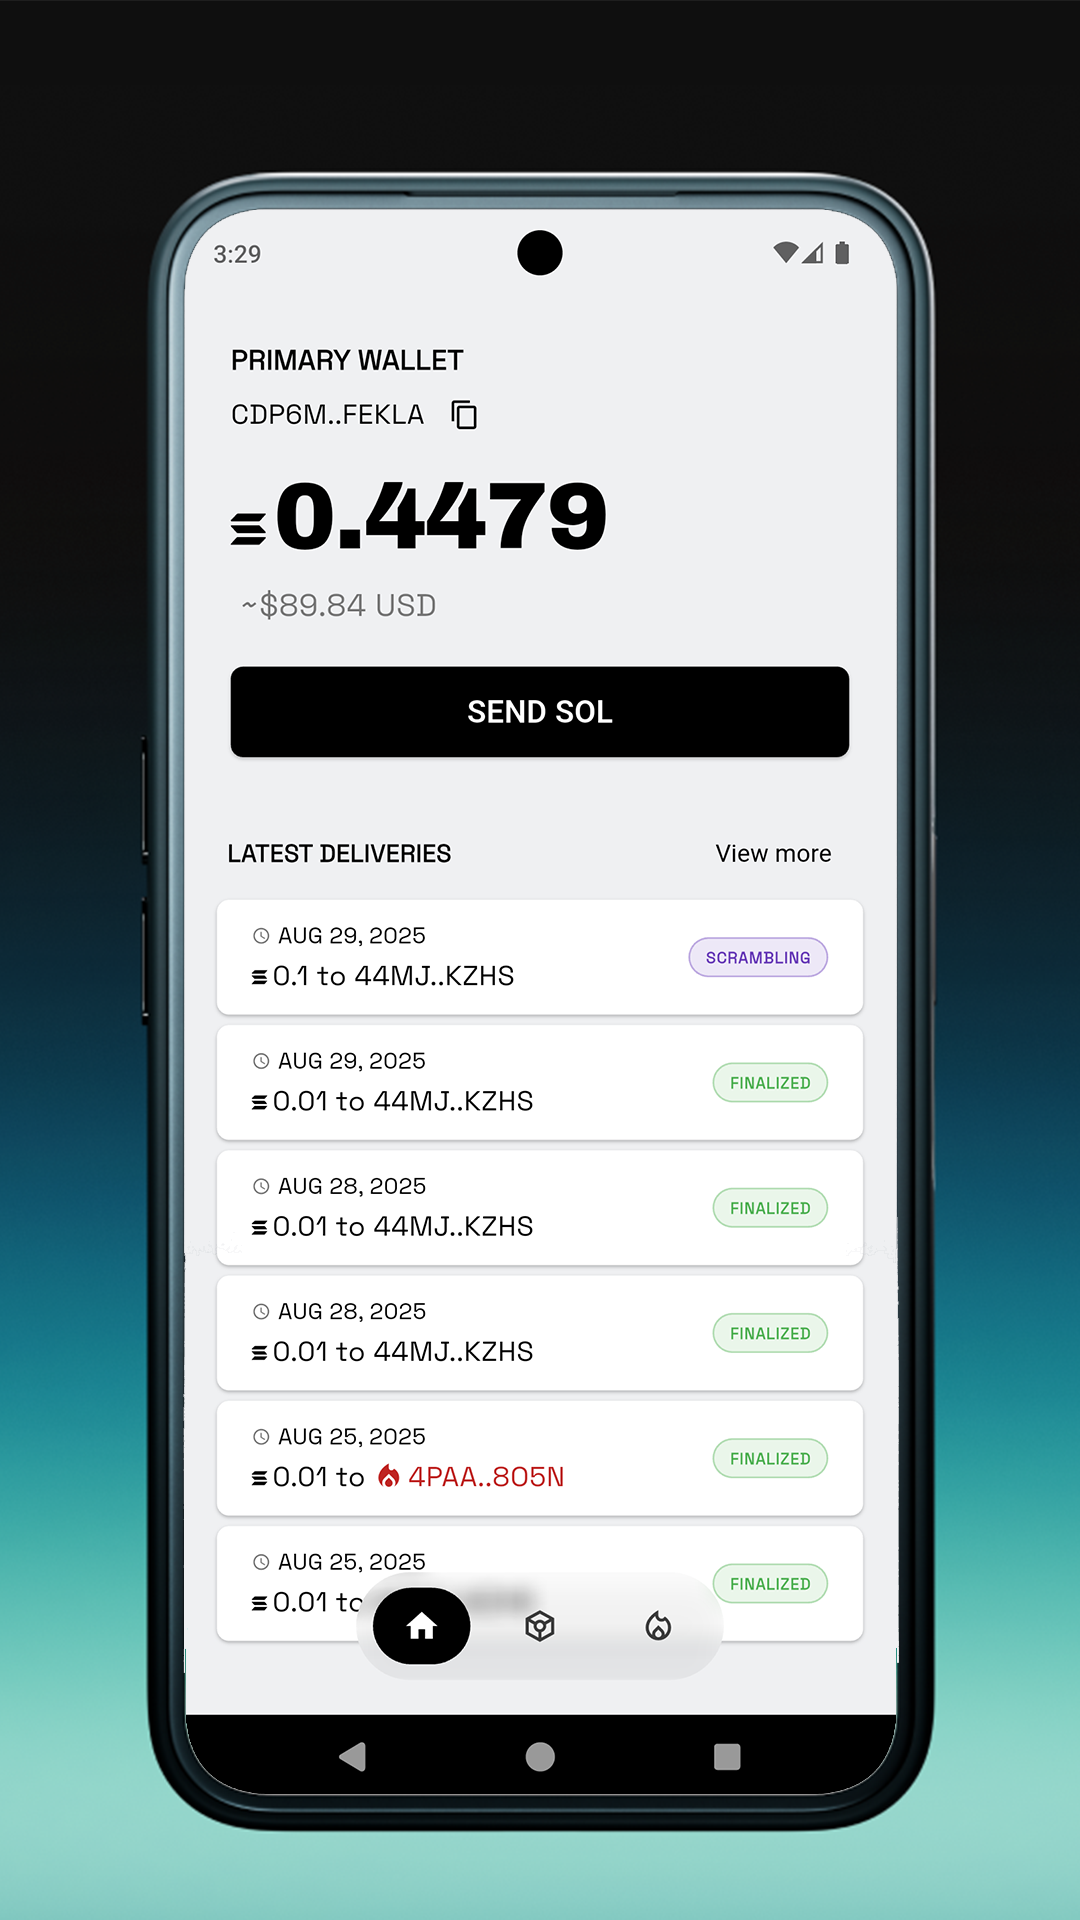 3:29
PRIMARY WALLET
CDP6M..FEKLA
0.4479
~$89.84 USD
SEND SOL
LATEST DELIVERIES View more
AUG 29, 2025
0.1 to 44MJ..KZHS
SCRAMBLING
AUG 29, 2025
0.01 to 44MJ..KZHS
FINALIZED
AUG 28, 2025
0.01 to 44MJ..KZHS
FINALIZED
AUG 28, 2025
0.01 to 44MJ..KZHS
FINALIZED
AUG 25, 2025
0.01 to 4PAA..8O5N
FINALIZED
AUG 25, 2025
0.01 to
FINALIZED